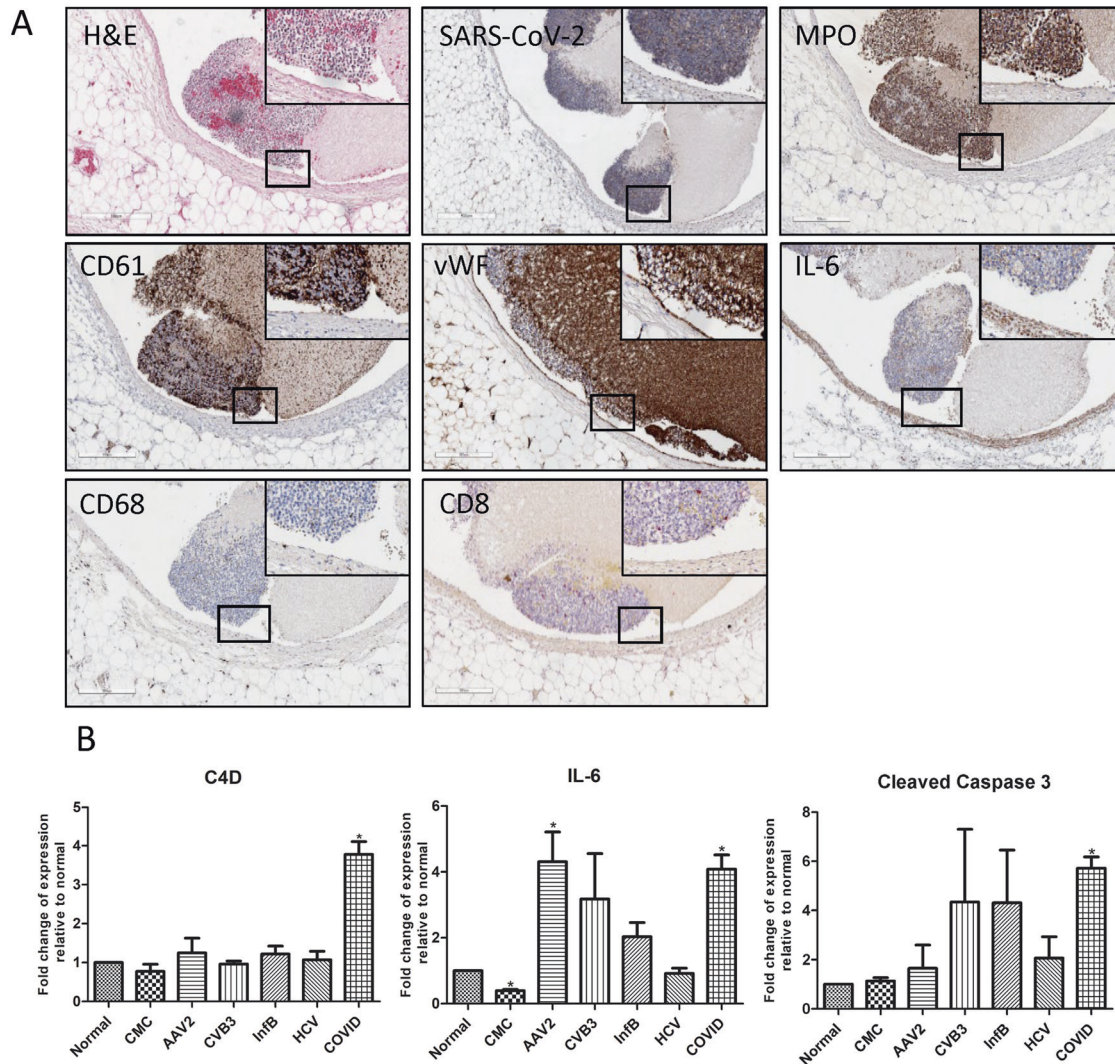 A
H&E
SARS-CoV-2
MPO
CD61
vWF
IL-6
CD68
CD8
B
C4D
Fold change of expression
relative to normal
5
4
3
2
1
0
Normal
CMC
AAV2
CVB3
InfB
HCV
COVID
*
IL-6
Fold change of expression
relative to normal
6
4
2
0
Normal
CMC
AAV2
CVB3
InfB
HCV
COVID
*
*
*
Cleaved Caspase 3
Fold change of expression
relative to normal
8
6
4
2
0
Normal
CMC
AAV2
CVB3
InfB
HCV
COVID
*